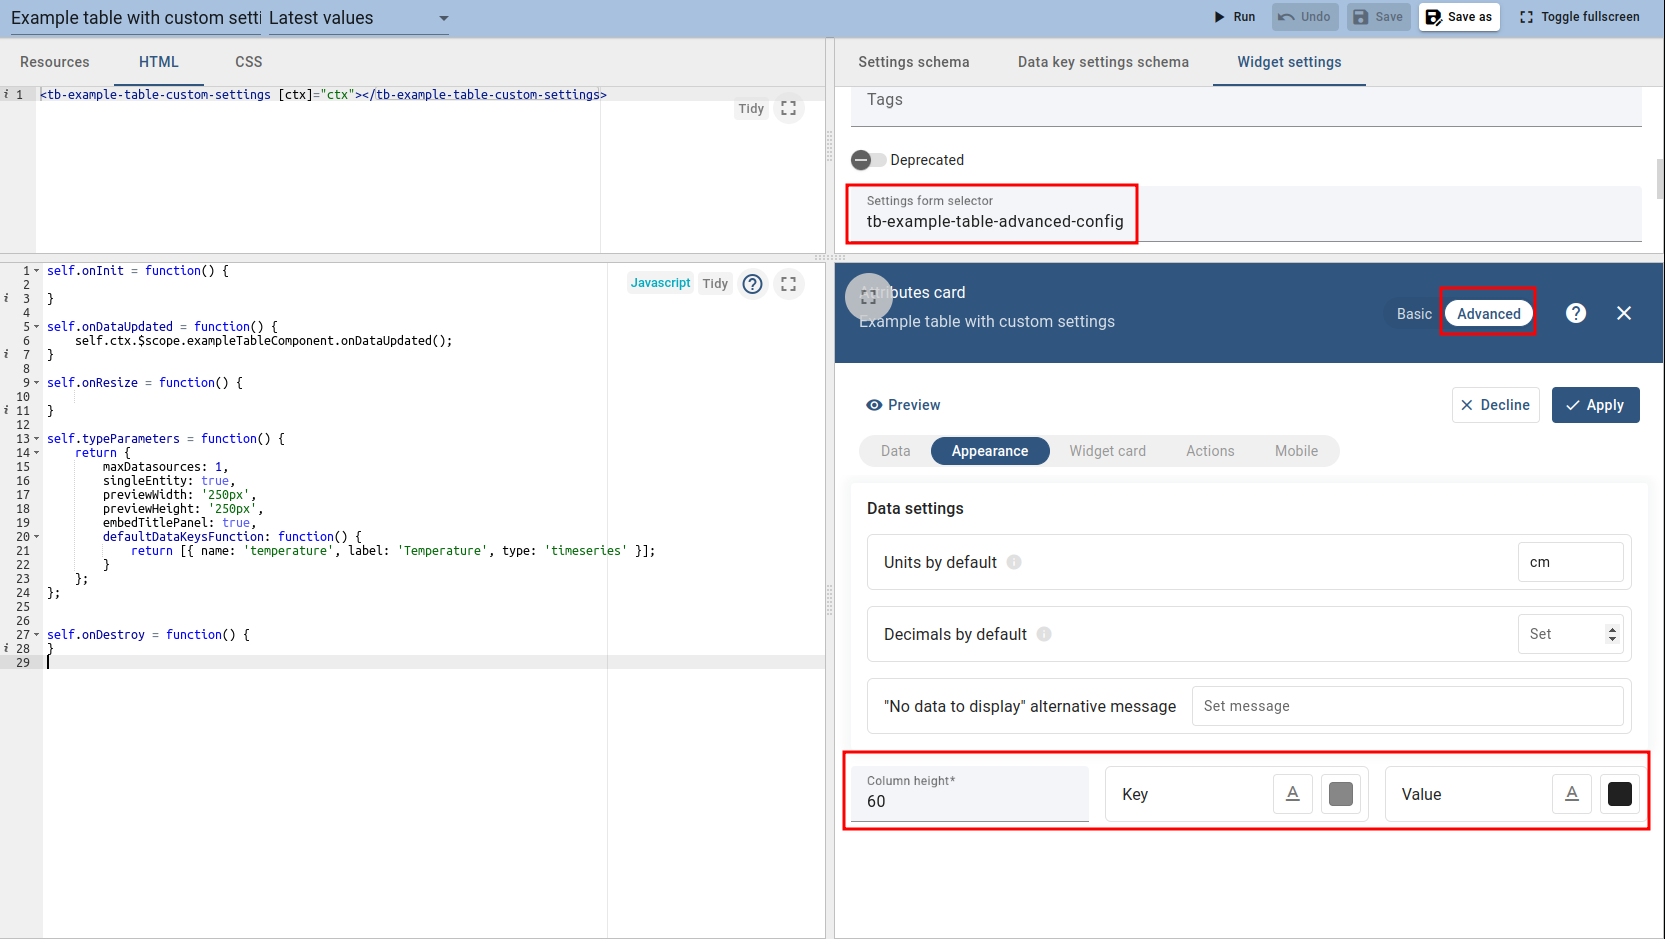 Example table with custom setti
Latest values
Run
Undo
Save
Save as
Toggle fullscreen
Resources
HTML
CSS
i 1 <tb-example-table-custom-settings [ctx]="ctx"></tb-example-table-custom-settings>
Tidy
Settings schema
Data key settings schema
Widget settings
Tags
Deprecated
Settings form selector
tb-example-table-advanced-config
1 self.onInit = function() {
2
i 3 }
4
5 self.onDataUpdated = function() {
6     self.ctx.$scope.exampleTableComponent.onDataUpdated();
i 7 }
8
9 self.onResize = function() {
10
i 11 }
12
13 self.typeParameters = function() {
14     return {
15         maxDatasources: 1,
16         singleEntity: true,
17         previewWidth: '250px',
18         previewHeight: '250px',
19         embedTitlePanel: true,
20         defaultDataKeysFunction: function() {
21             return [{ name: 'temperature', label: 'Temperature', type: 'timeseries' }];
22         }
23     };
24 };
25
26
27 self.onDestroy = function() {
i 28 }
29
Javascript
Tidy
?
Attributes card
Example table with custom settings
Basic
Advanced
?
Preview
Decline
Apply
Data
Appearance
Widget card
Actions
Mobile
Data settings
Units by default
cm
Decimals by default
Set
"No data to display" alternative message
Set message
Column height*
60
Key
A
Value
A